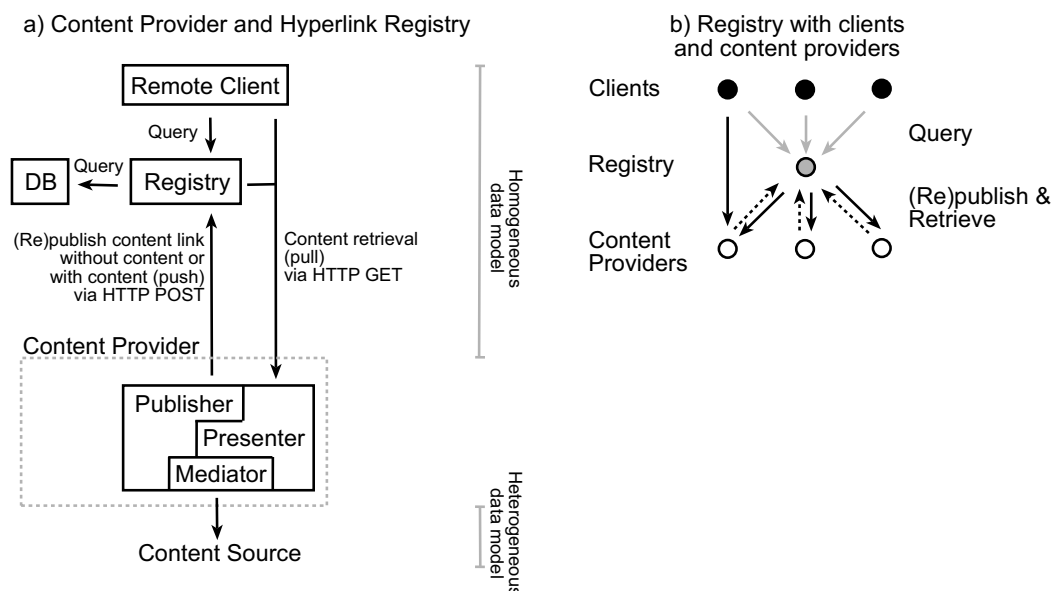 a) Content Provider and Hyperlink Registry
Remote Client
Query
DB
Query
Registry
(Re)publish content link
without content or
with content (push)
via HTTP POST
Content retrieval
(pull)
via HTTP GET
Content Provider
Publisher
Presenter
Mediator
Content Source
Homogeneous
data model
Heterogeneous
data model
b) Registry with clients
and content providers
Clients
Query
Registry
(Re)publish &
Retrieve
Content
Providers